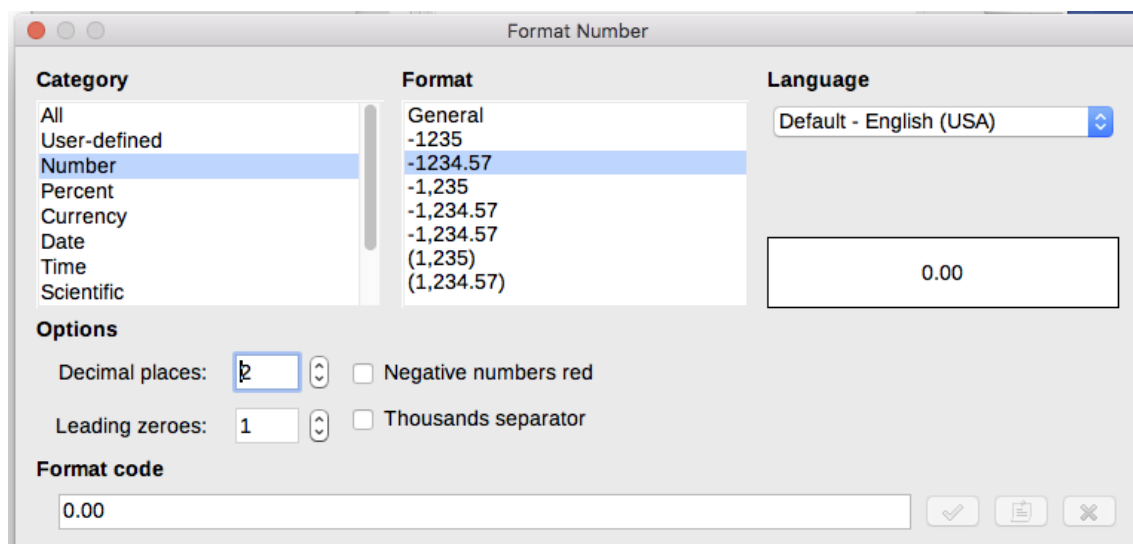 Format Number
Category
All
User-defined
Number
Percent
Currency
Date
Time
Scientific
Format
General
-1235
-1234.57
-1,235
-1,234.57
-1,234.57
(1,235)
(1,234.57)
Language
Default - English (USA)
0.00
Options
Decimal places: 2
Negative numbers red
Leading zeroes: 1
Thousands separator
Format code
0.00